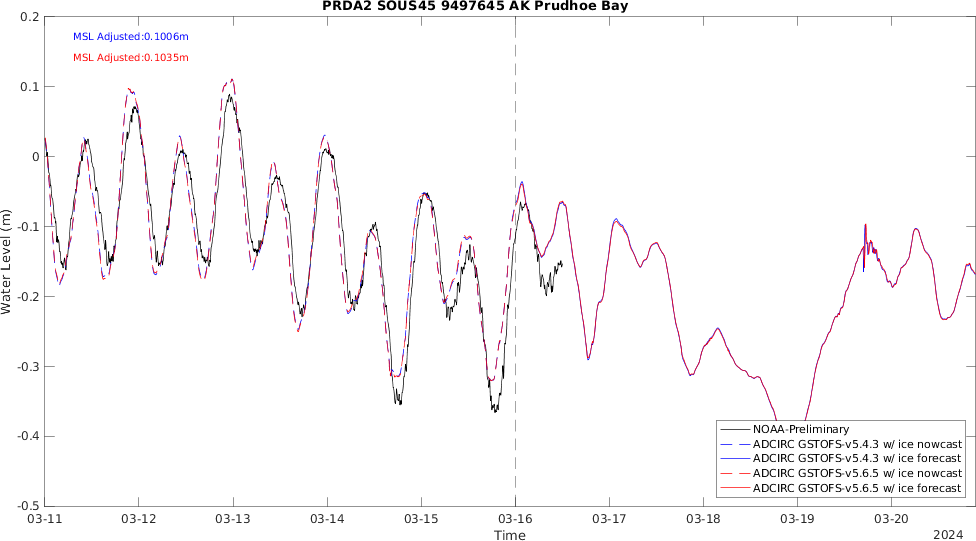 PRDA2 SOUS45 9497645 AK Prudhoe Bay
MSL Adjusted:0.1006m
MSL Adjusted:0.1035m
Water Level (m)
0.2
0.1
0
-0.1
-0.2
-0.3
-0.4
-0.5
NOAA-Preliminary
ADCIRC GSTOFS-v5.4.3 w/ ice nowcast
ADCIRC GSTOFS-v5.4.3 w/ ice forecast
ADCIRC GSTOFS-v5.6.5 w/ ice nowcast
ADCIRC GSTOFS-v5.6.5 w/ ice forecast
03-11 03-12 03-13 03-14 03-15 03-16 03-17 03-18 03-19 03-20
Time
2024